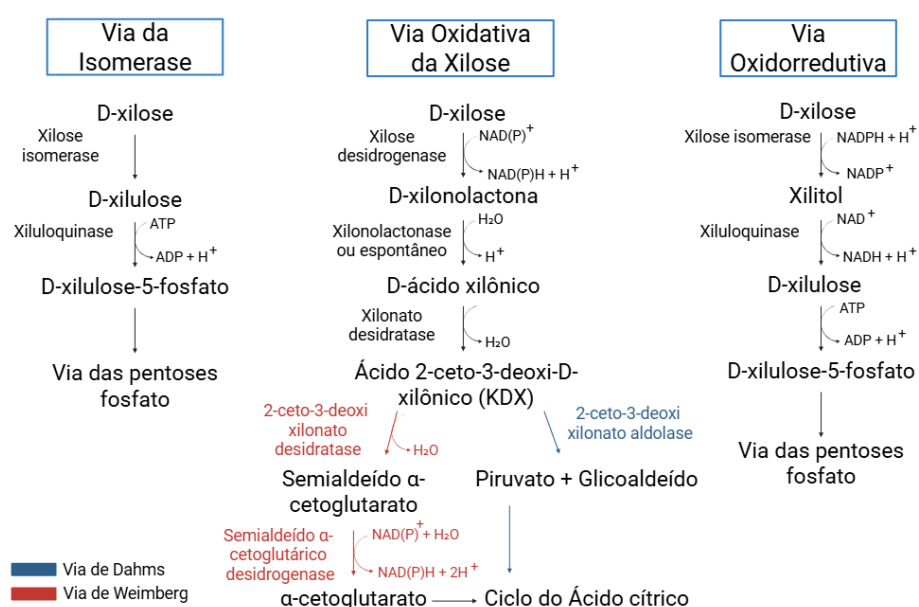 Via da
Isomerase
D-xilose
Xilose
isomerase
D-xilulose
Xiluloquinase
ATP
ADP + H+
D-xilulose-5-fosfato
Via das pentoses
fosfato
Via Oxidativa
da Xilose
D-xilose
Xilose
desidrogenase
NAD(P)+
NAD(P)H + H+
D-xilonolactona
Xilonolactonase
ou espontâneo
H₂O
H+
D-ácido xilônico
Xilonato
desidratase
H₂O
Ácido 2-ceto-3-deoxi-D-
xilônico (KDX)
2-ceto-3-deoxi
xilonato
desidratase
H₂O
2-ceto-3-deoxi
xilonato aldolase
Semialdeído α-
cetoglutarato
Piruvato + Glicoaldeído
Semialdeído α-
cetoglutárico
desidrogenase
NAD(P)+ + H₂O
NAD(P)H + 2H+
α-cetoglutarato
Ciclo do Ácido cítrico
Via
Oxidorredutiva
D-xilose
Xilose isomerase
NADPH + H+
NADP+
Xilitol
Xiluloquinase
NAD+
NADH + H+
D-xilulose
ATP
ADP + H+
D-xilulose-5-fosfato
Via das pentoses
fosfato
Via de Dahms
Via de Weimberg